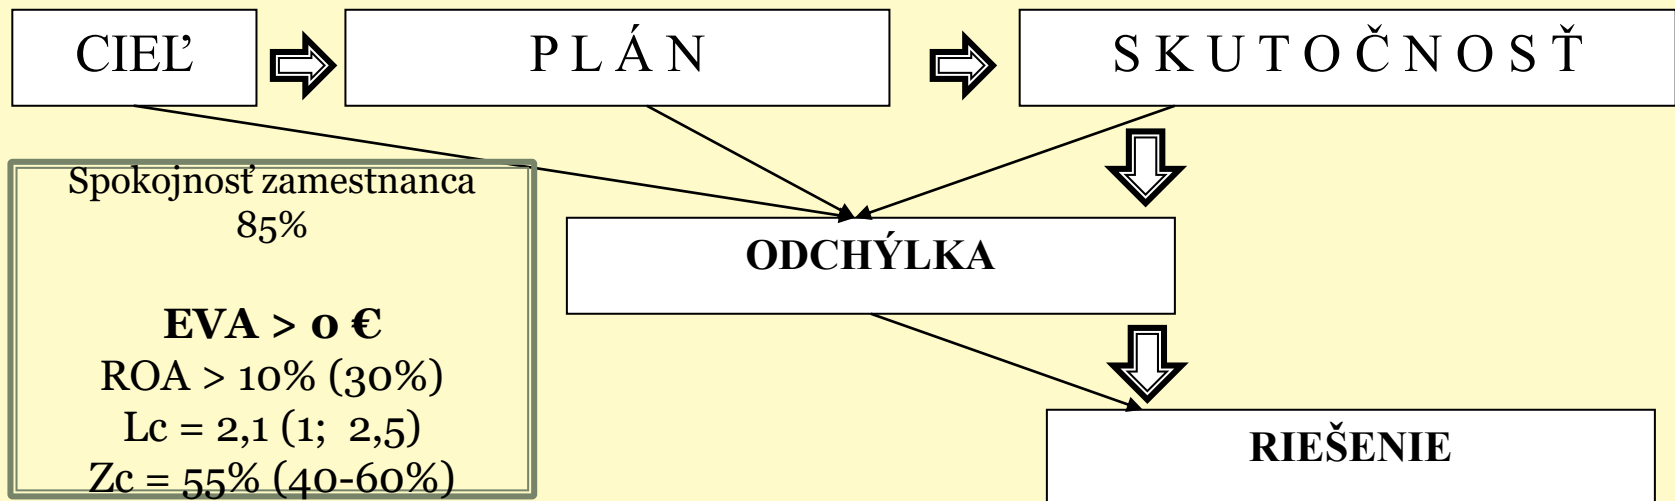 CIEĽ
P L Á N
S K U T O Č N O S Ť
Spokojnosť zamestnanca
85%
EVA > 0 €
ROA > 10% (30%)
Lc = 2,1 (1; 2,5)
Zc = 55% (40-60%)
ODCHÝLKA
RIEŠENIE